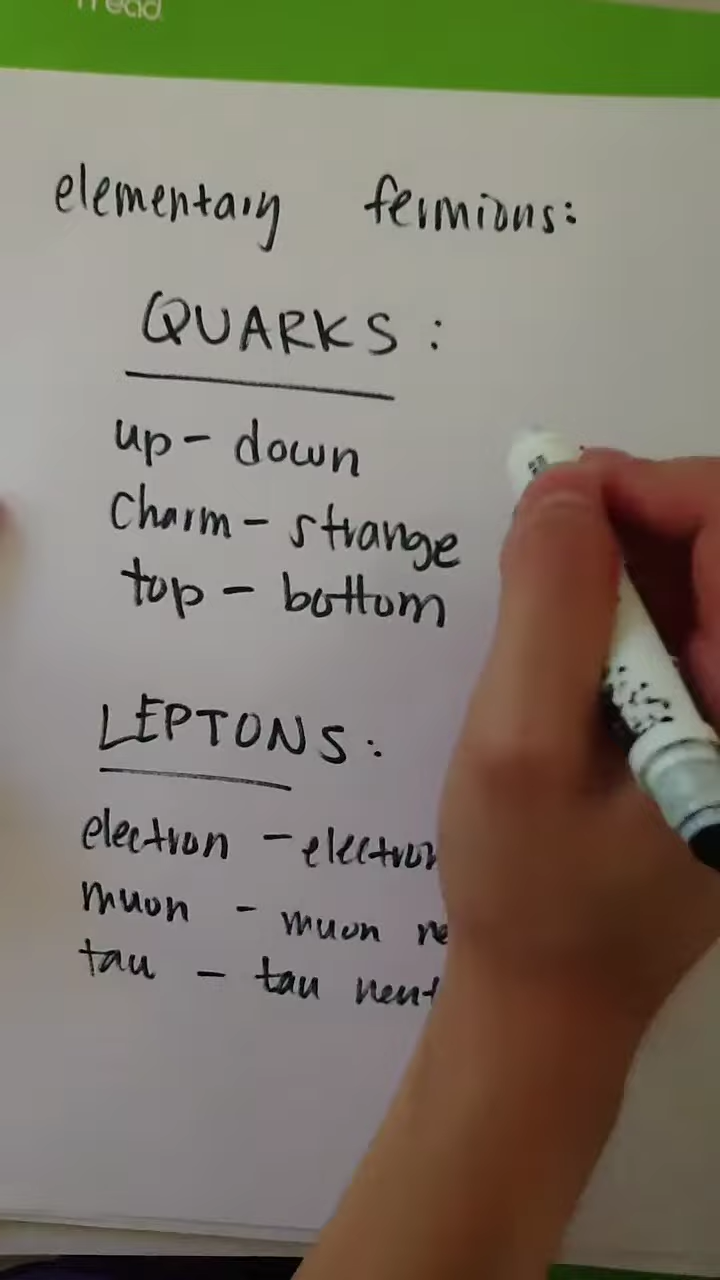 elementary fermions:
QUARKS:
up - down
charm - strange
top - bottom
LEPTONS:
electron - electron
muon - muon
tau - tau